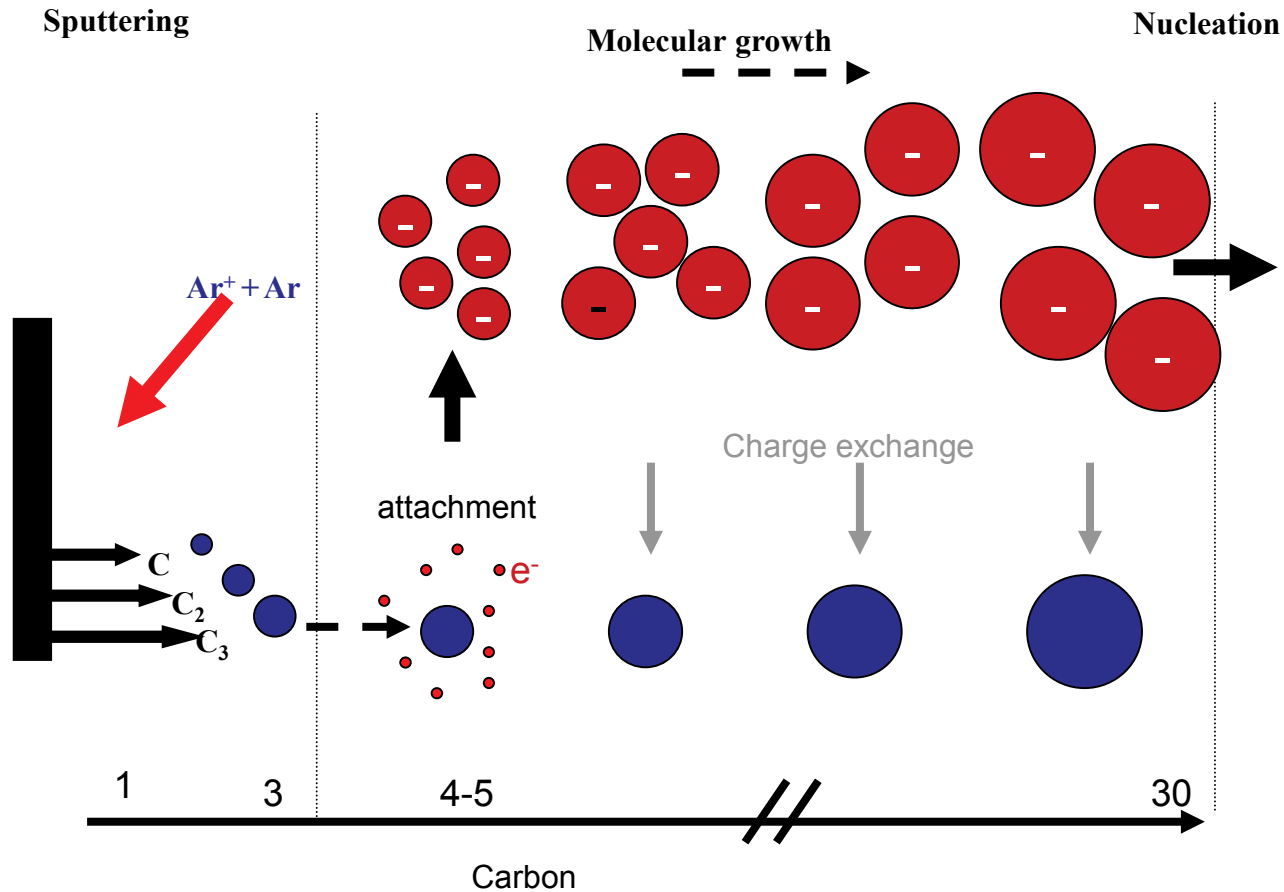 Sputtering
Nucleation
Molecular growth
Ar⁺ + Ar
Charge exchange
attachment
e⁻
C
C₂
C₃
1
3
4-5
30
Carbon